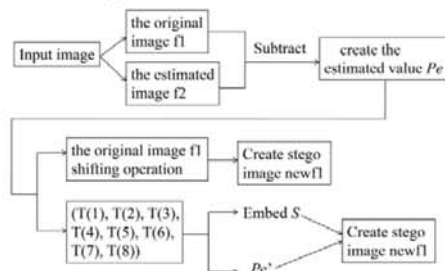 the original
image f1
Input image
Subtract
create the
estimated value Pe
the estimated
image f2
the original image f1
shifting operation
Create stego
image newf1
(T(1), T(2), T(3),
T(4), T(5), T(6),
T(7), T(8))
Embed S
Create stego
image newf1